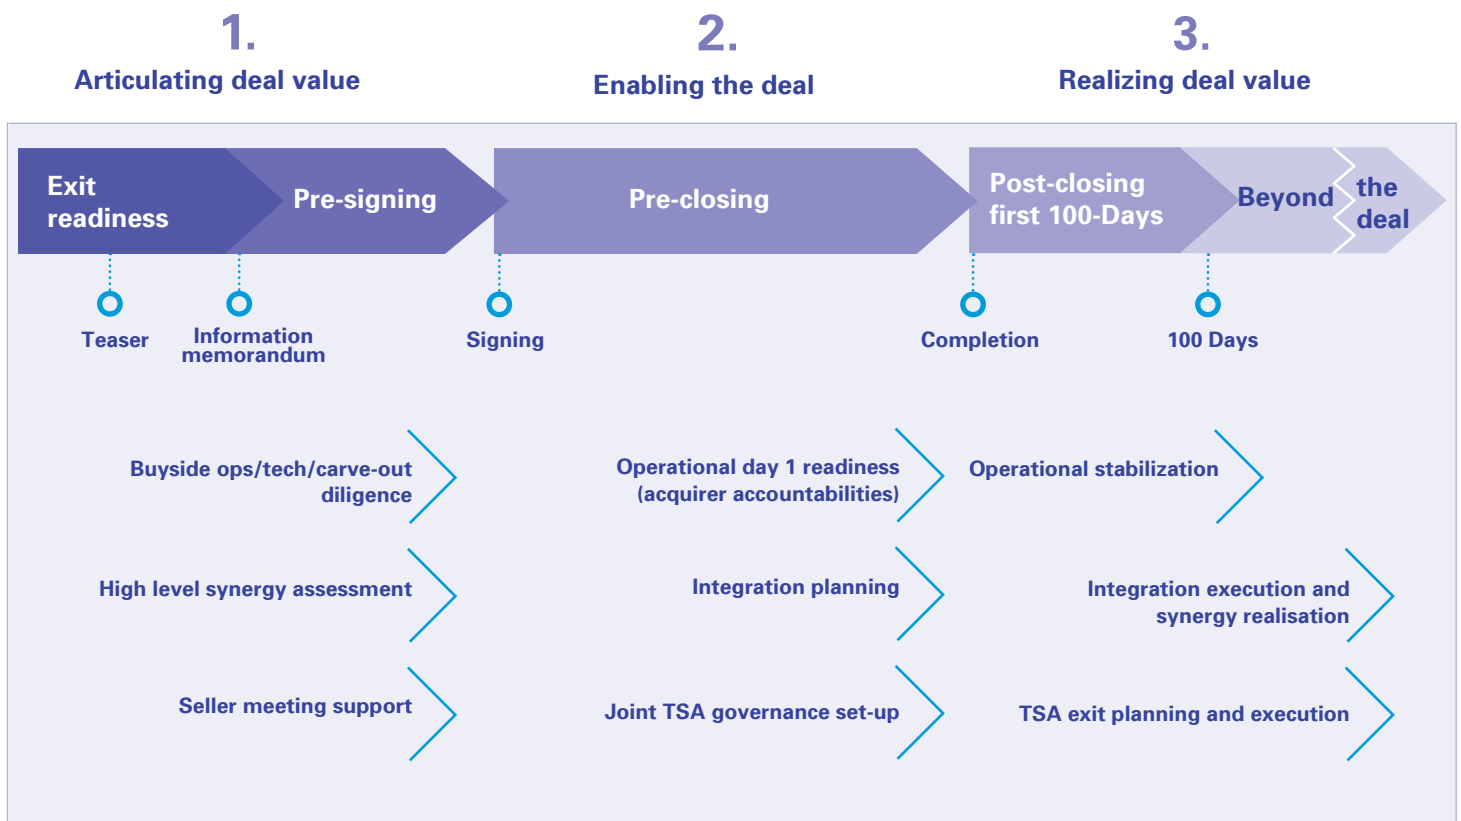 1.
Articulating deal value
2.
Enabling the deal
3.
Realizing deal value
Exit
readiness
Pre-signing
Pre-closing
Post-closing
first 100-Days
Beyond
the
deal
Teaser
Information
memorandum
Signing
Completion
100 Days
Buyside ops/tech/carve-out
diligence
Operational day 1 readiness
(acquirer accountabilities)
Operational stabilization
High level synergy assessment
Integration planning
Integration execution and
synergy realisation
Seller meeting support
Joint TSA governance set-up
TSA exit planning and execution